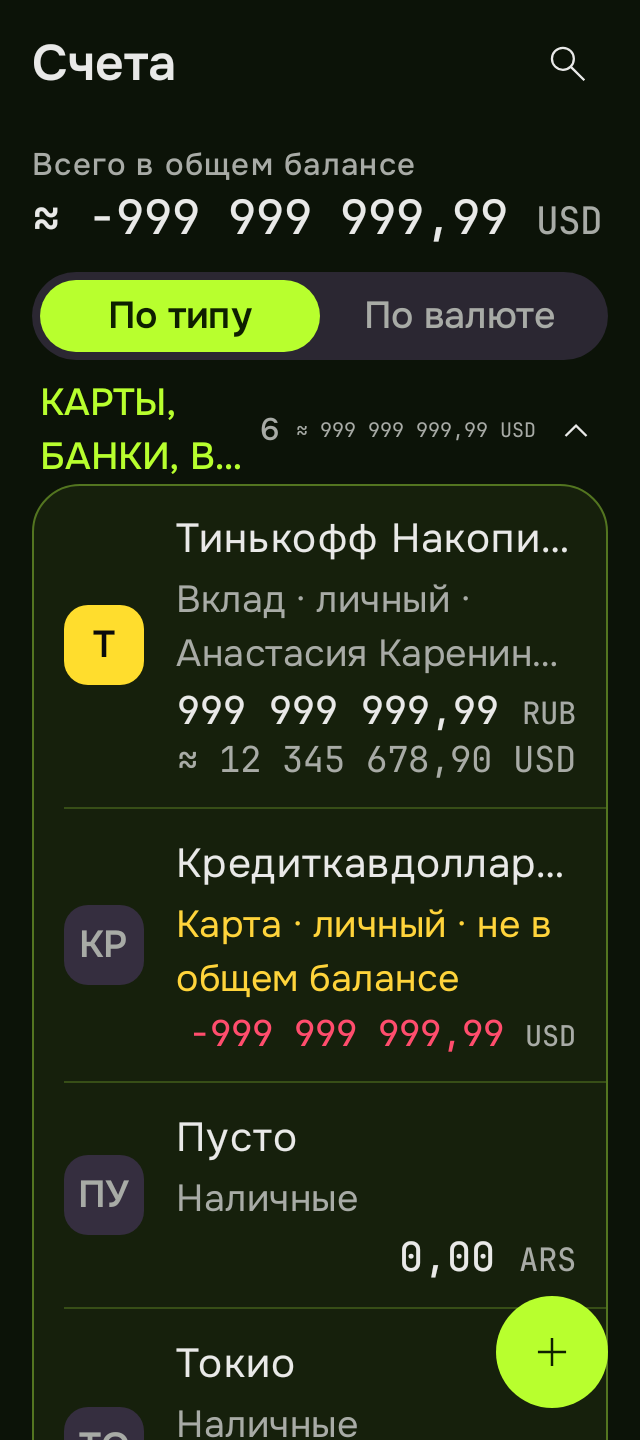 Счета
Всего в общем балансе
≈ -999 999 999,99 USD
По типу
По валюте
КАРТЫ,
БАНКИ, В…
6 ≈ 999 999 999,99 USD
Тинькофф Накопи…
Т
Вклад · личный ·
Анастасия Каренин…
999 999 999,99 RUB
≈ 12 345 678,90 USD
Кредиткавдоллар…
КР
Карта · личный · не в
общем балансе
-999 999 999,99 USD
Пусто
ПУ
Наличные
0,00 ARS
Токио
Наличные